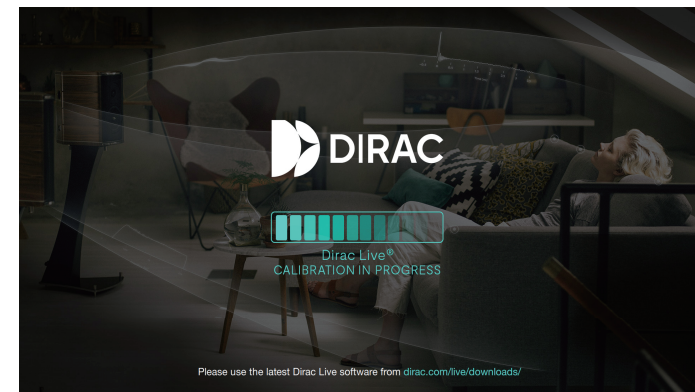 DIRAC
Dirac Live®
CALIBRATION IN PROGRESS
Please use the latest Dirac Live software from dirac.com/live/downloads/